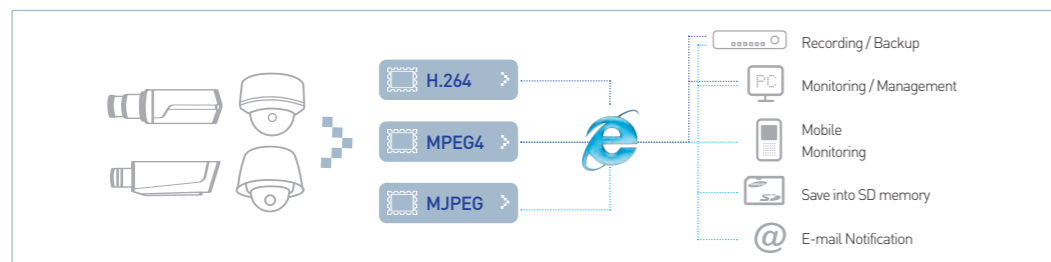 H.264
MPEG4
MJPEG
Recording / Backup
PC
Monitoring / Management
Mobile
Monitoring
SD
Save into SD memory
@
E-mail Notification